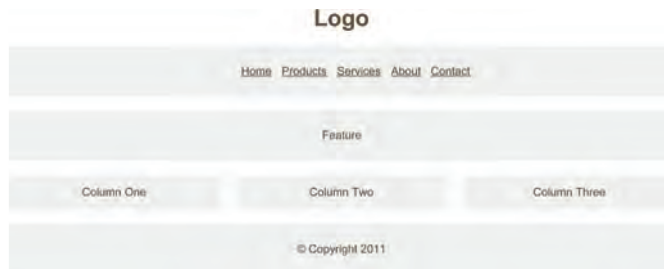 Logo
Home Products Services About Contact
Feature
Column One Column Two Column Three
© Copyright 2011